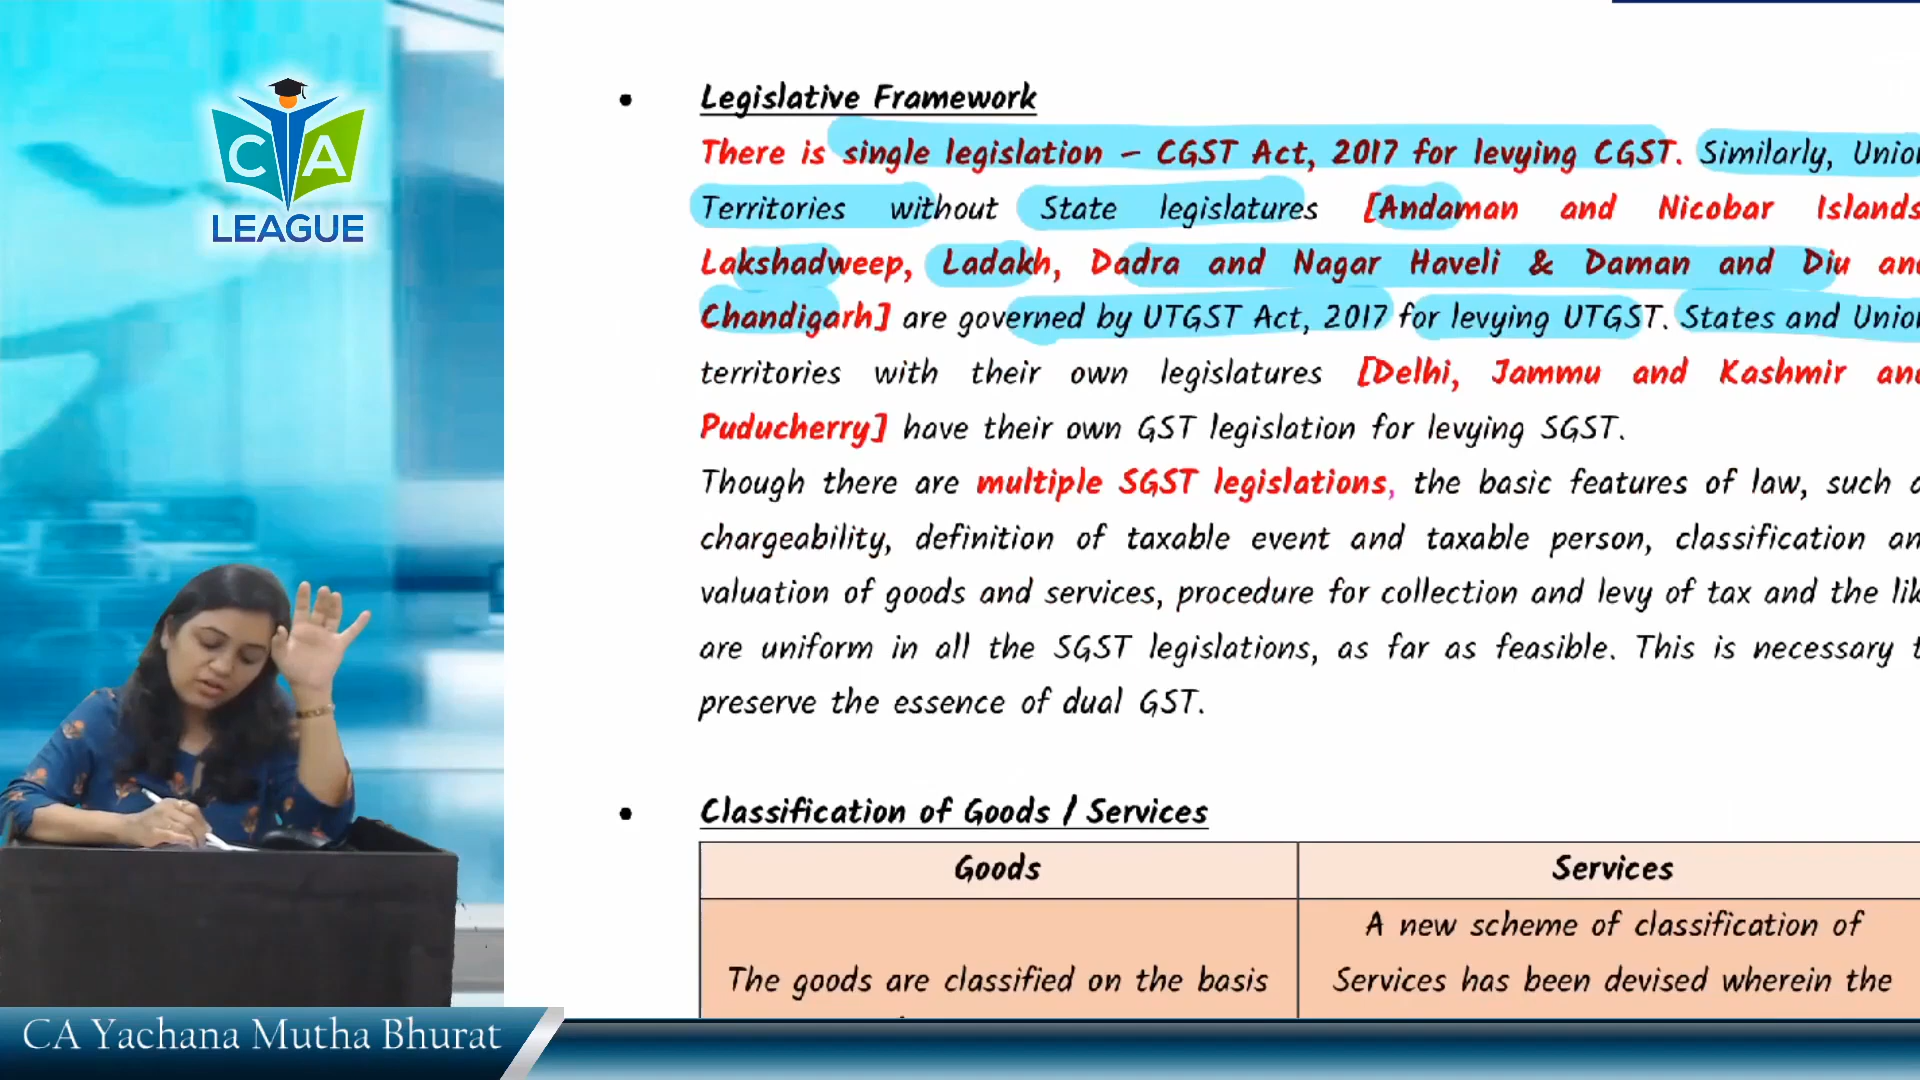 CA
LEAGUE
• Legislative Framework
There is single legislation – CGST Act, 2017 for levying CGST. Similarly, Union
Territories without State legislatures [Andaman and Nicobar Islands
Lakshadweep, Ladakh, Dadra and Nagar Haveli & Daman and Diu and
Chandigarh] are governed by UTGST Act, 2017 for levying UTGST. States and Union
territories with their own legislatures [Delhi, Jammu and Kashmir and
Puducherry] have their own GST legislation for levying SGST.
Though there are multiple SGST legislations, the basic features of law, such
chargeability, definition of taxable event and taxable person, classification an
valuation of goods and services, procedure for collection and levy of tax and the lik
are uniform in all the SGST legislations, as far as feasible. This is necessary t
preserve the essence of dual GST.
• Classification of Goods / Services
Goods Services
A new scheme of classification of
The goods are classified on the basis Services has been devised wherein the
CA Yachana Mutha Bhurat